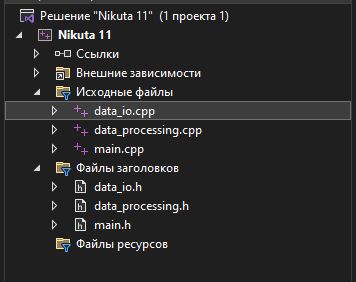 Решение "Nikuta 11" (1 проекта 1)
Nikuta 11
Ссылки
Внешние зависимости
Исходные файлы
data_io.cpp
data_processing.cpp
main.cpp
Файлы заголовков
data_io.h
data_processing.h
main.h
Файлы ресурсов